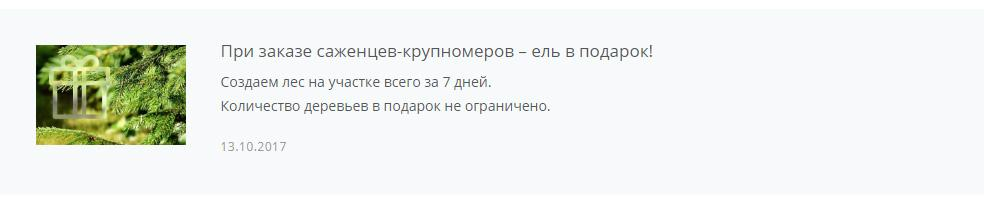 При заказе саженцев-крупномеров – ель в подарок!
Создаем лес на участке всего за 7 дней.
Количество деревьев в подарок не ограничено.
13.10.2017